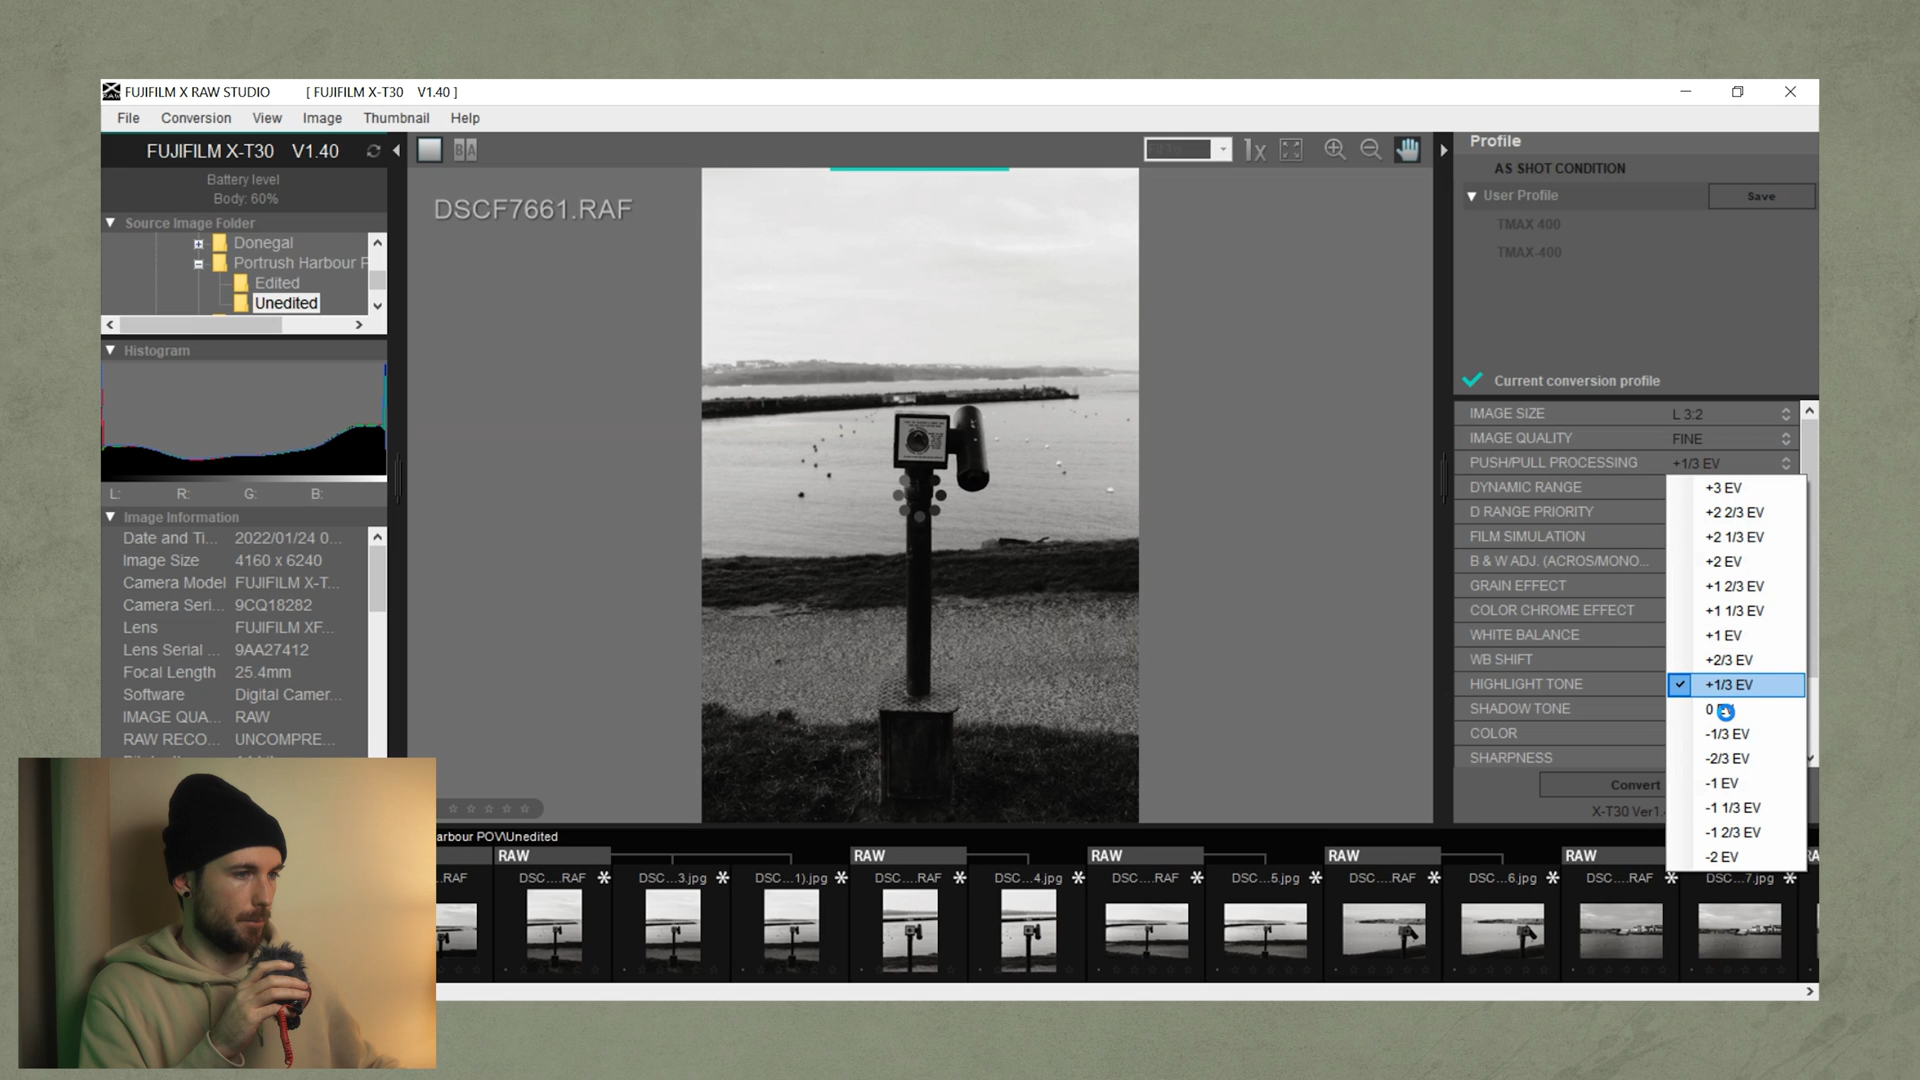 FUJIFILM X RAW STUDIO [ FUJIFILM X-T30 V1.40 ]
File Conversion View Image Thumbnail Help
FUJIFILM X-T30 V1.40
Battery level
Body: 60%
Source Image Folder
Donegal
Portrush Harbour F
Edited
Unedited
Histogram
L: R: G: B:
Image Information
Date and Ti... 2022/01/24 0...
Image Size 4160 x 6240
Camera Model FUJIFILM X-T...
Camera Seri... 9CQ18282
Lens FUJIFILM XF...
Lens Serial ... 9AA27412
Focal Length 25.4mm
Software Digital Camer...
IMAGE QUA... RAW
RAW RECO... UNCOMPRE...
B|A
1x
DSCF7661.RAF
Profile
AS SHOT CONDITION
User Profile Save
TMAX 400
TMAX-400
Current conversion profile
IMAGE SIZE L 3:2
IMAGE QUALITY FINE
PUSH/PULL PROCESSING +1/3 EV
DYNAMIC RANGE
D RANGE PRIORITY
FILM SIMULATION
B & W ADJ. (ACROS/MONO...
GRAIN EFFECT
COLOR CHROME EFFECT
WHITE BALANCE
WB SHIFT
HIGHLIGHT TONE
SHADOW TONE
COLOR
SHARPNESS
+3 EV
+2 2/3 EV
+2 1/3 EV
+2 EV
+1 2/3 EV
+1 1/3 EV
+1 EV
+2/3 EV
+1/3 EV
0
-1/3 EV
-2/3 EV
-1 EV
-1 1/3 EV
-1 2/3 EV
-2 EV
Convert
X-T30 Ver1.
arbour POV\Unedited
RAW RAW RAW RAW RAW
.RAF DSC....RAF DSC...3.jpg DSC...1).jpg DSC....RAF DSC...4.jpg DSC....RAF DSC...5.jpg DSC....RAF DSC...6.jpg DSC....RAF DSC...7.jpg